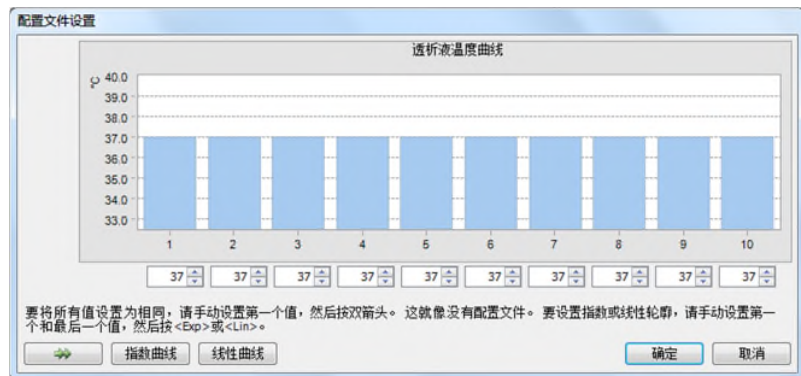 配置文件设置
透析液温度曲线
℃
40.0
39.0
38.0
37.0
36.0
35.0
34.0
33.0
1 2 3 4 5 6 7 8 9 10
37 37 37 37 37 37 37 37 37 37
要将所有值设置为相同，请手动设置第一个值，然后按双箭头。 这就像没有配置文件。 要设置指数或线性轮廓，请手动设置第一
个和最后一个值，然后按<Exp>或<Lin>。
指数曲线 线性曲线 确定 取消